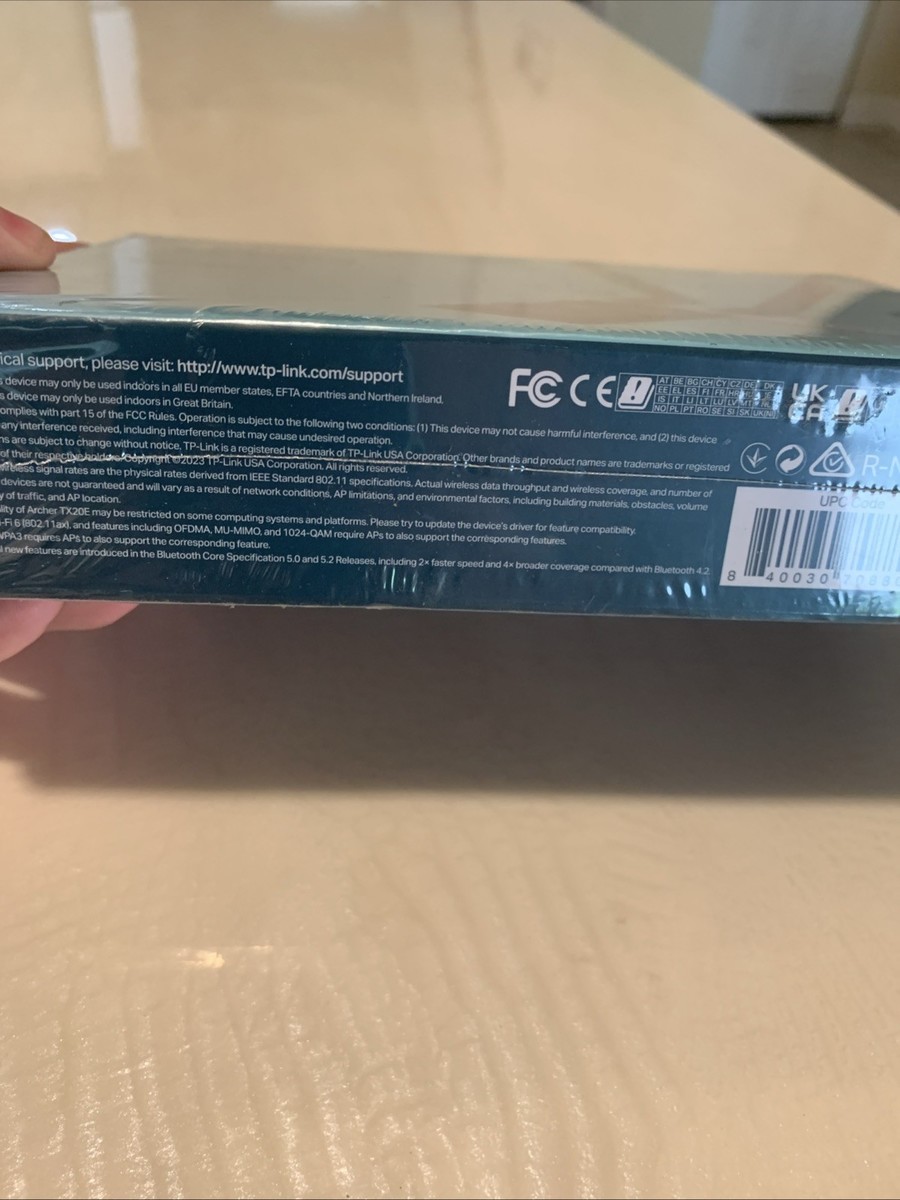 ical support, please visit: http://www.tp-link.com/support
s device may only be used indoors in all EU member states, EFTA countries and Northern Ireland.
s device may only be used indoors in Great Britain.
omplies with part 15 of the FCC Rules. Operation is subject to the following two conditions: (1) This device may not cause harmful interference, and (2) this device
any interference received, including interference that may cause undesired operation.
ns are subject to change without notice. TP-Link is a registered trademark of TP-Link USA Corporation. Other brands and product names are trademarks or registered
of their respective holders. Copyright ©2023 TP-Link USA Corporation. All rights reserved.
wireless signal rates are the physical rates derived from IEEE Standard 802.11 specifications. Actual wireless data throughput and wireless coverage, and number of
devices are not guaranteed and will vary as a result of network conditions, AP limitations, and environmental factors, including building materials, obstacles, volume
y of traffic, and AP location.
lity of Archer TX20E may be restricted on some computing systems and platforms. Please try to update the device's driver for feature compatibility.
-Fi 6 (802.11ax), and features including OFDMA, MU-MIMO, and 1024-QAM require APs to also support the corresponding features.
WPA3 requires APs to also support the corresponding feature.
l new features are introduced in the Bluetooth Core Specification 5.0 and 5.2 Releases, including 2× faster speed and 4× broader coverage compared with Bluetooth 4.2.
FC CE
AT BE BG CH CY CZ DE DK
EE EL ES FI FR HR
IS IT LI LT LU LV MT NL
NO PL PT RO SE SI SK UK(NI)
UK
CA
R-N
UPC Code
8 40030 70880